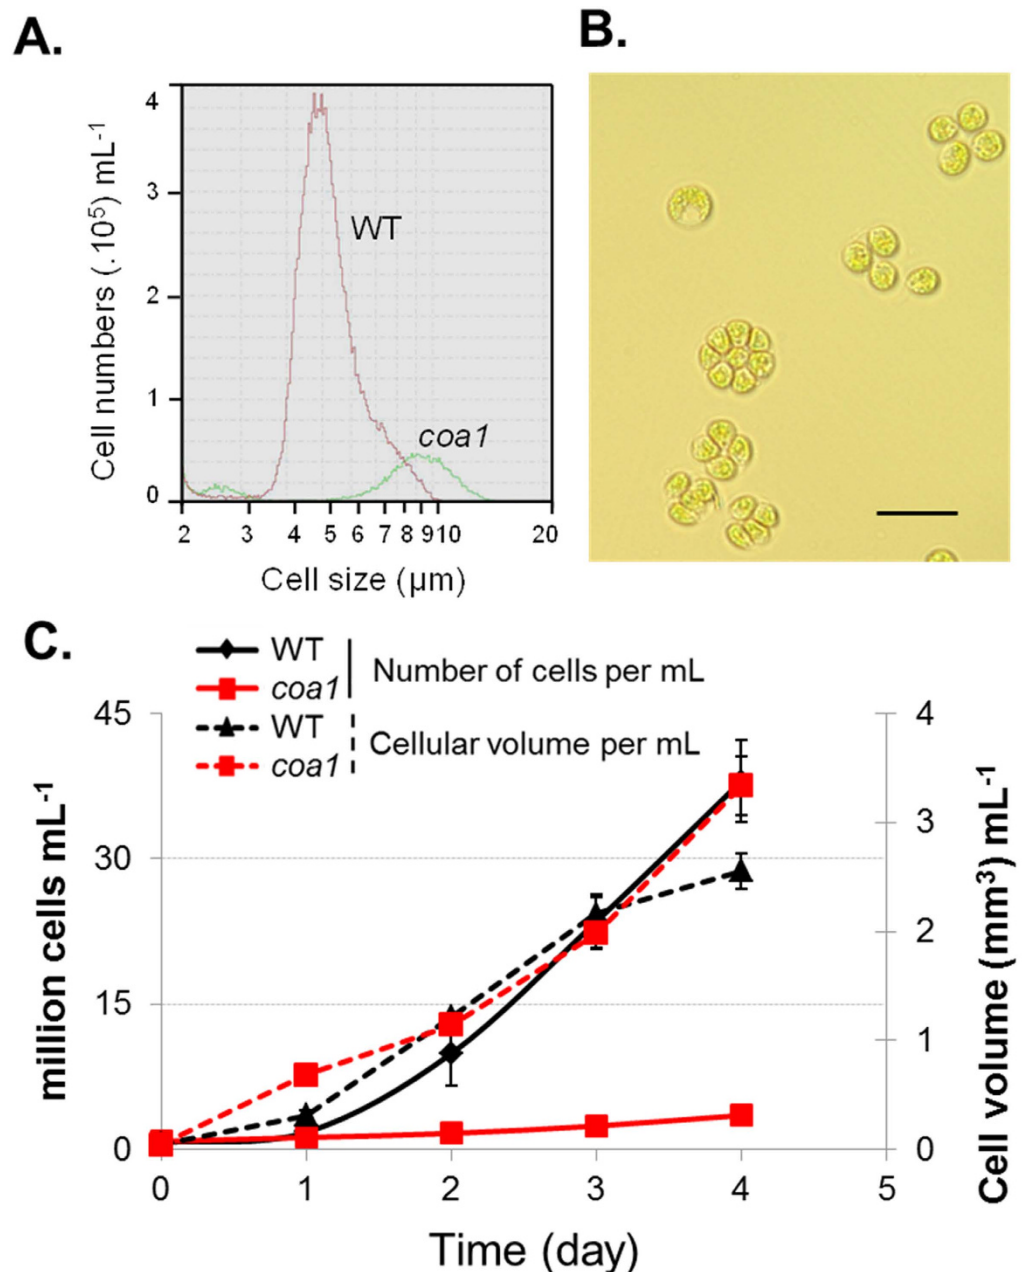 A.
Cell numbers (.10⁵) mL⁻¹
4
3
2
1
0
WT
coa1
2 3 4 5 6 7 8 9 10 20
Cell size (µm)
B.
C.
WT
coa1
Number of cells per mL
WT
coa1
Cellular volume per mL
million cells mL⁻¹
45
30
15
0
4
3
2
1
0
Cell volume (mm³) mL⁻¹
0 1 2 3 4 5
Time (day)